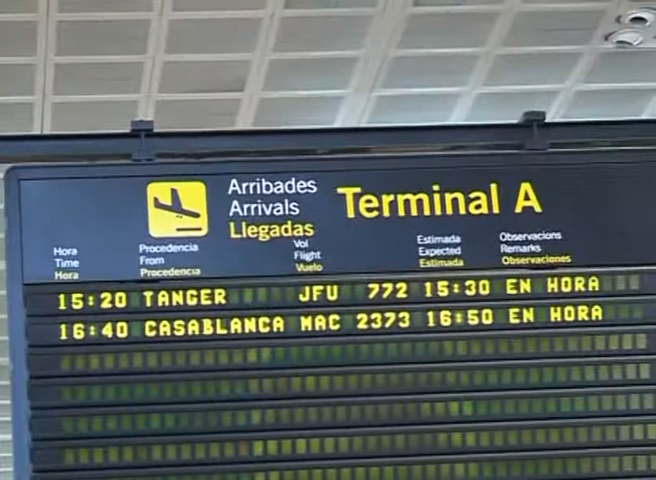 Arribades
Arrivals
Llegadas
Terminal A
Hora Procedencia Vol Estimada Observacions
Time From Flight Expected Remarks
Hora Procedencia Vuelo Estimada Observaciones
15:20 TANGER JFU 772 15:30 EN HORA
16:40 CASABLANCA MAC 2373 16:50 EN HORA